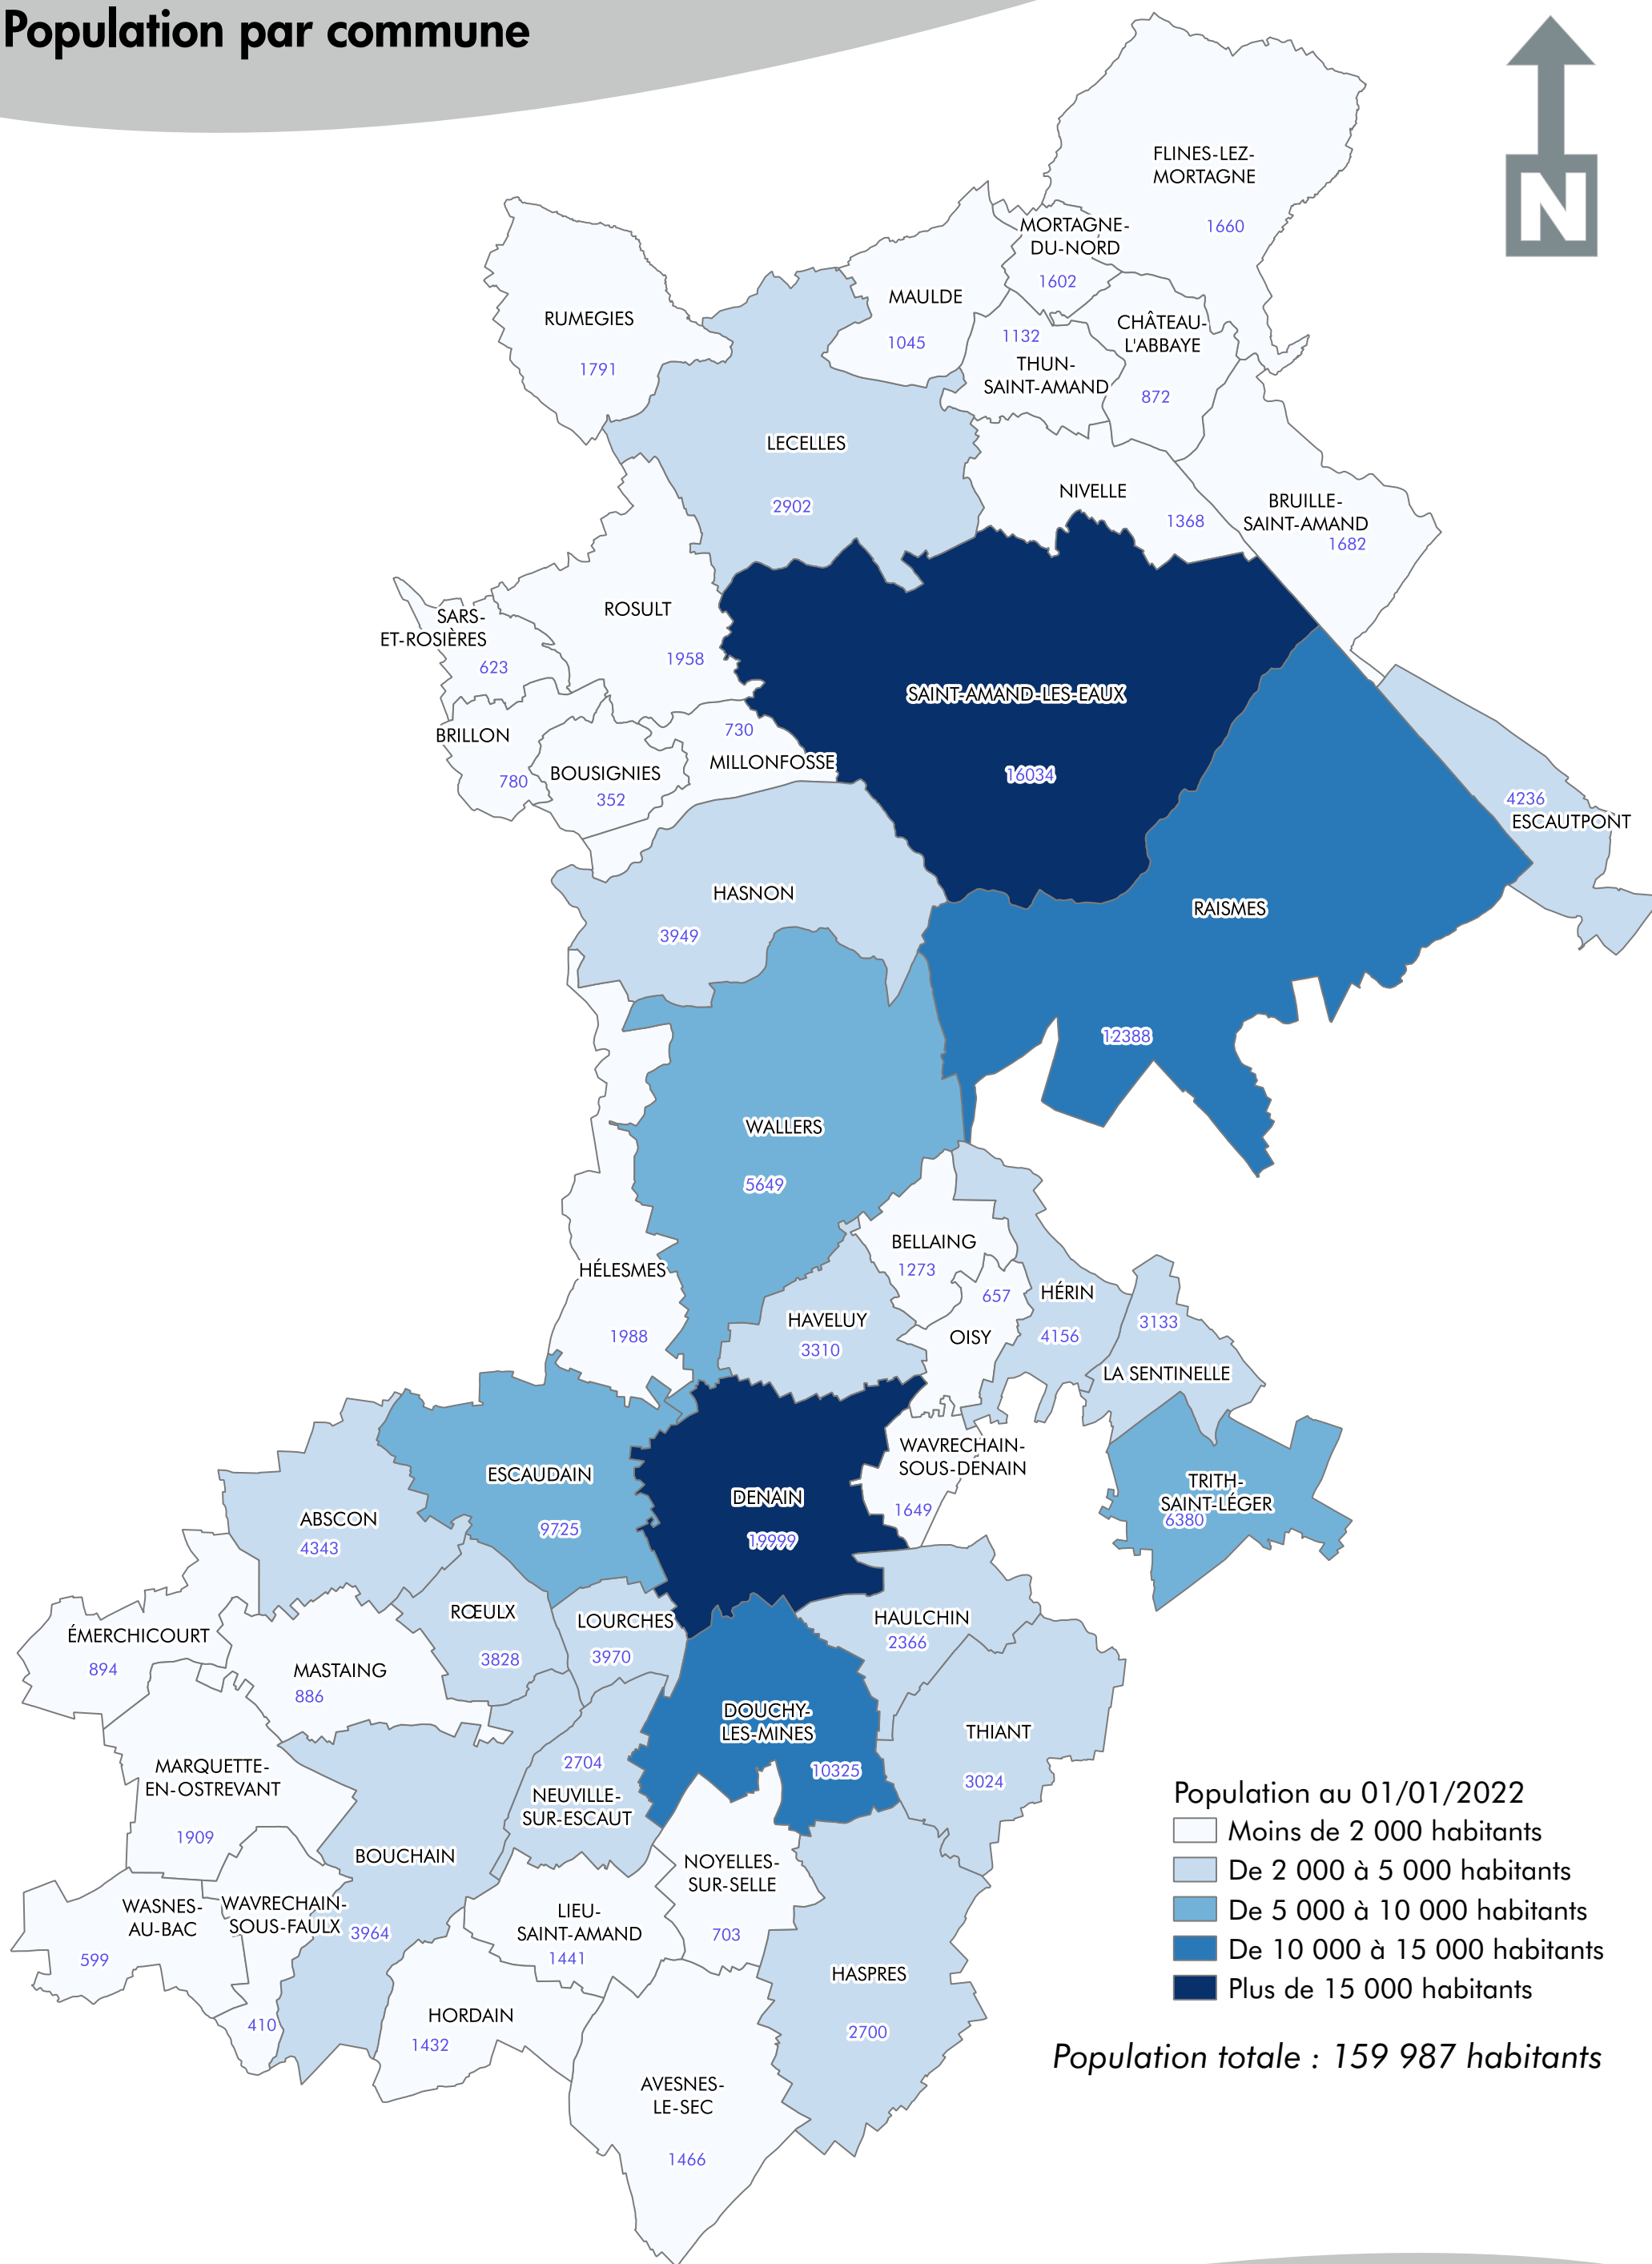 Population par commune
N
FLINES-LEZ-
MORTAGNE
1660
MORTAGNE-
DU-NORD
1602
MAULDE
1045
RUMEGIES
1791
1132
THUN-
SAINT-AMAND
CHÂTEAU-
L'ABBAYE
872
LECELLES
2902
NIVELLE
1368
BRUILLE-
SAINT-AMAND
1682
SARS-
ET-ROSIÈRES
623
ROSULT
1958
SAINT-AMAND-LES-EAUX
16034
BRILLON
780
BOUSIGNIES
352
730
MILLONFOSSE
4236
ESCAUTPONT
HASNON
3949
RAISMES
12388
WALLERS
5649
BELLAING
1273
HÉLESMES
1988
657
OISY
HÉRIN
4156
HAVELUY
3310
3133
LA SENTINELLE
WAVRECHAIN-
SOUS-DENAIN
1649
TRITH-
SAINT-LÉGER
6380
ESCAUDAIN
9725
DENAIN
19999
ABSCON
4343
RŒULX
3828
LOURCHES
3970
HAULCHIN
2366
ÉMERCHICOURT
894
MASTAING
886
DOUCHY-
LES-MINES
10325
THIANT
3024
MARQUETTE-
EN-OSTREVANT
1909
2704
NEUVILLE-
SUR-ESCAUT
BOUCHAIN
3964
NOYELLES-
SUR-SELLE
703
WASNES-
AU-BAC
599
WAVRECHAIN-
SOUS-FAULX
410
LIEU-
SAINT-AMAND
1441
HASPRES
2700
HORDAIN
1432
AVESNES-
LE-SEC
1466
Population au 01/01/2022
Moins de 2 000 habitants
De 2 000 à 5 000 habitants
De 5 000 à 10 000 habitants
De 10 000 à 15 000 habitants
Plus de 15 000 habitants
Population totale : 159 987 habitants